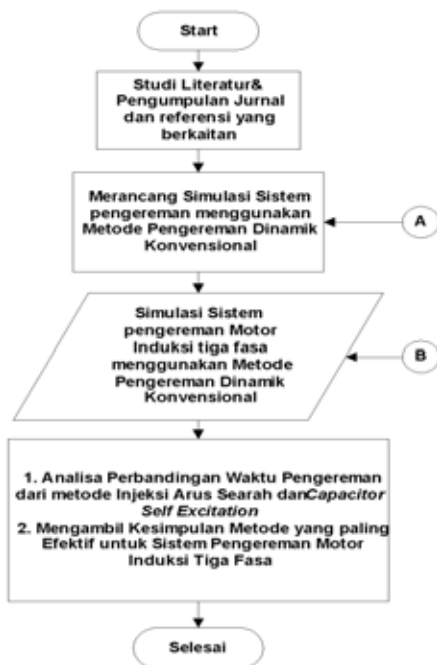 Start
Studi Literatur&
Pengumpulan Jurnal
dan referensi yang
berkaitan
Merancang Simulasi Sistem
pengereman menggunakan
Metode Pengereman Dinamik
Konvensional
A
Simulasi Sistem
pengereman Motor
Induksi tiga fasa
menggunakan Metode
Pengereman Dinamik
Konvensional
B
1. Analisa Perbandingan Waktu Pengereman
dari metode Injeksi Arus Searah danCapacitor
Self Excitation
2. Mengambil Kesimpulan Metode yang paling
Efektif untuk Sistem Pengereman Motor
Induksi Tiga Fasa
Selesai